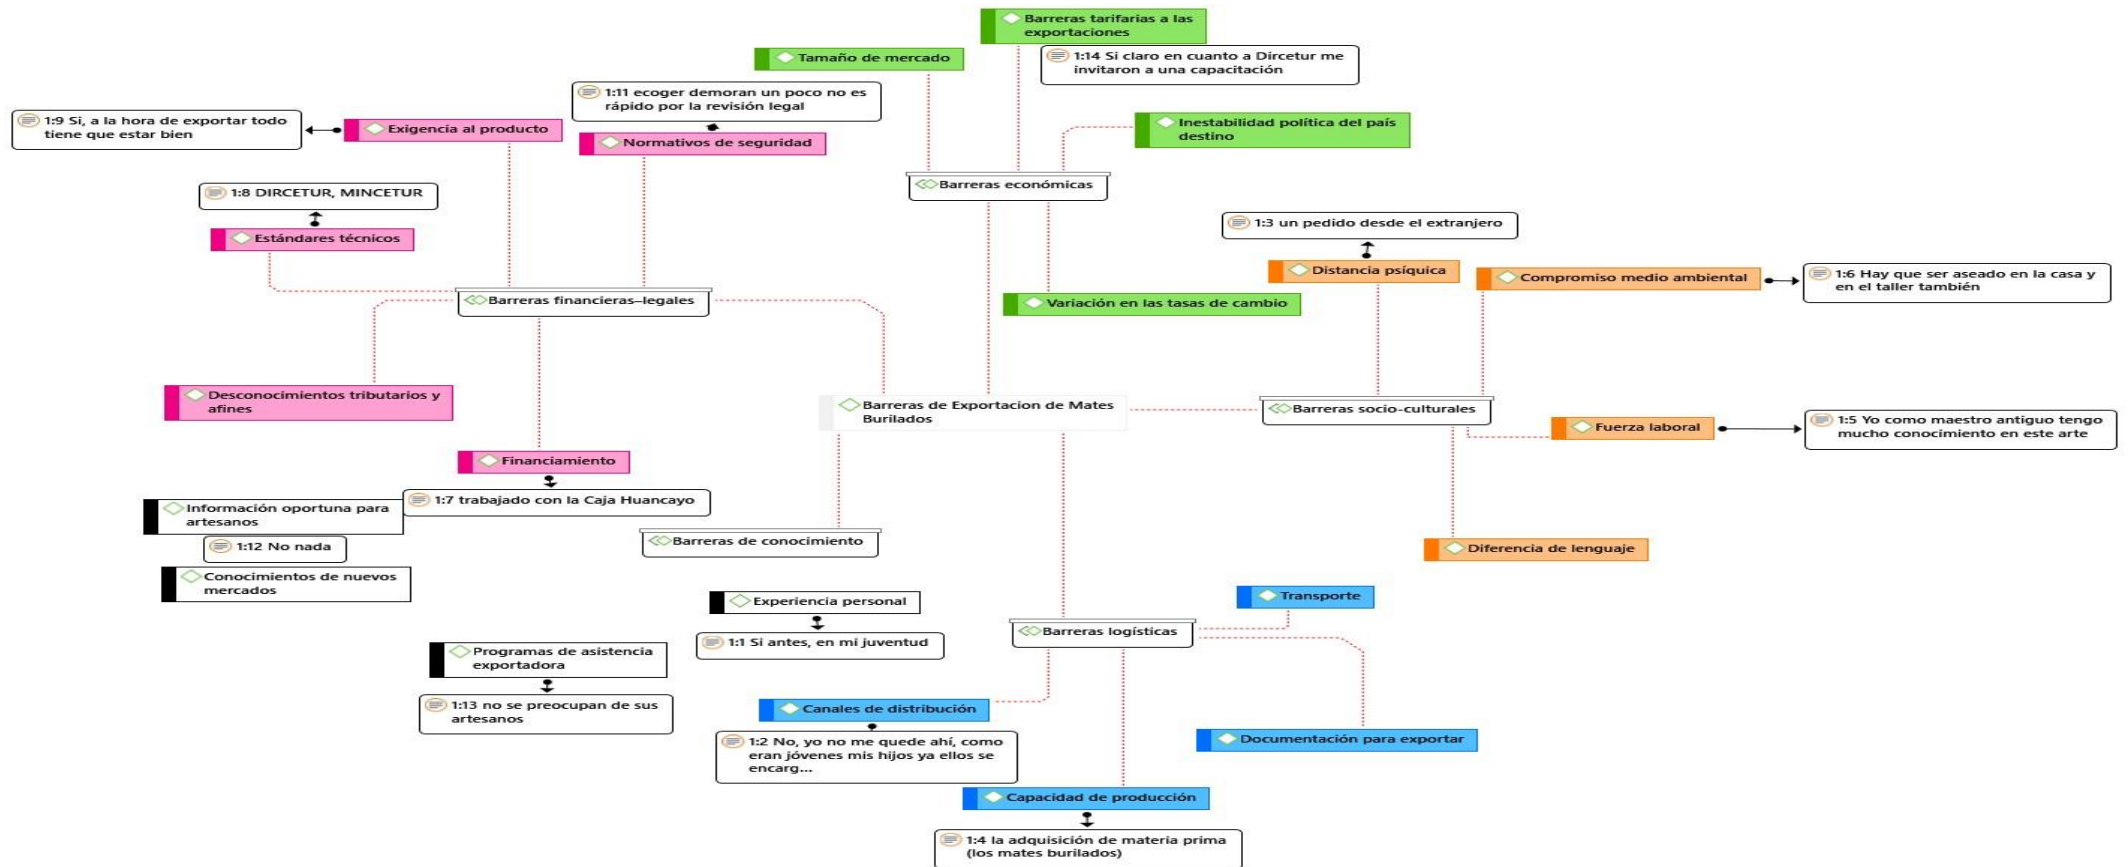 Barreras tarifarias a las
exportaciones
1:14 Si claro en cuanto a Dircetur me
invitaron a una capacitación
Tamaño de mercado
1:11 ecoger demoran un poco no es
rápido por la revisión legal
1:9 Si, a la hora de exportar todo
tiene que estar bien
Exigencia al producto
Normativos de seguridad
Inestabilidad política del país
destino
Barreras económicas
1:8 DIRCETUR, MINCETUR
Estándares técnicos
1:3 un pedido desde el extranjero
Distancia psíquica
Compromiso medio ambiental
1:6 Hay que ser aseado en la casa y
en el taller también
Barreras financieras–legales
Variación en las tasas de cambio
Desconocimientos tributarios y
afines
Barreras de Exportacion de Mates
Burilados
Barreras socio-culturales
Fuerza laboral
1:5 Yo como maestro antiguo tengo
mucho conocimiento en este arte
Financiamiento
1:7 trabajado con la Caja Huancayo
Información oportuna para
artesanos
1:12 No nada
Conocimientos de nuevos
mercados
Barreras de conocimiento
Diferencia de lenguaje
Experiencia personal
1:1 Si antes, en mi juventud
Transporte
Barreras logísticas
Programas de asistencia
exportadora
1:13 no se preocupan de sus
artesanos
Canales de distribución
1:2 No, yo no me quede ahí, como
eran jóvenes mis hijos ya ellos se
encarg...
Documentación para exportar
Capacidad de producción
1:4 la adquisición de materia prima
(los mates burilados)